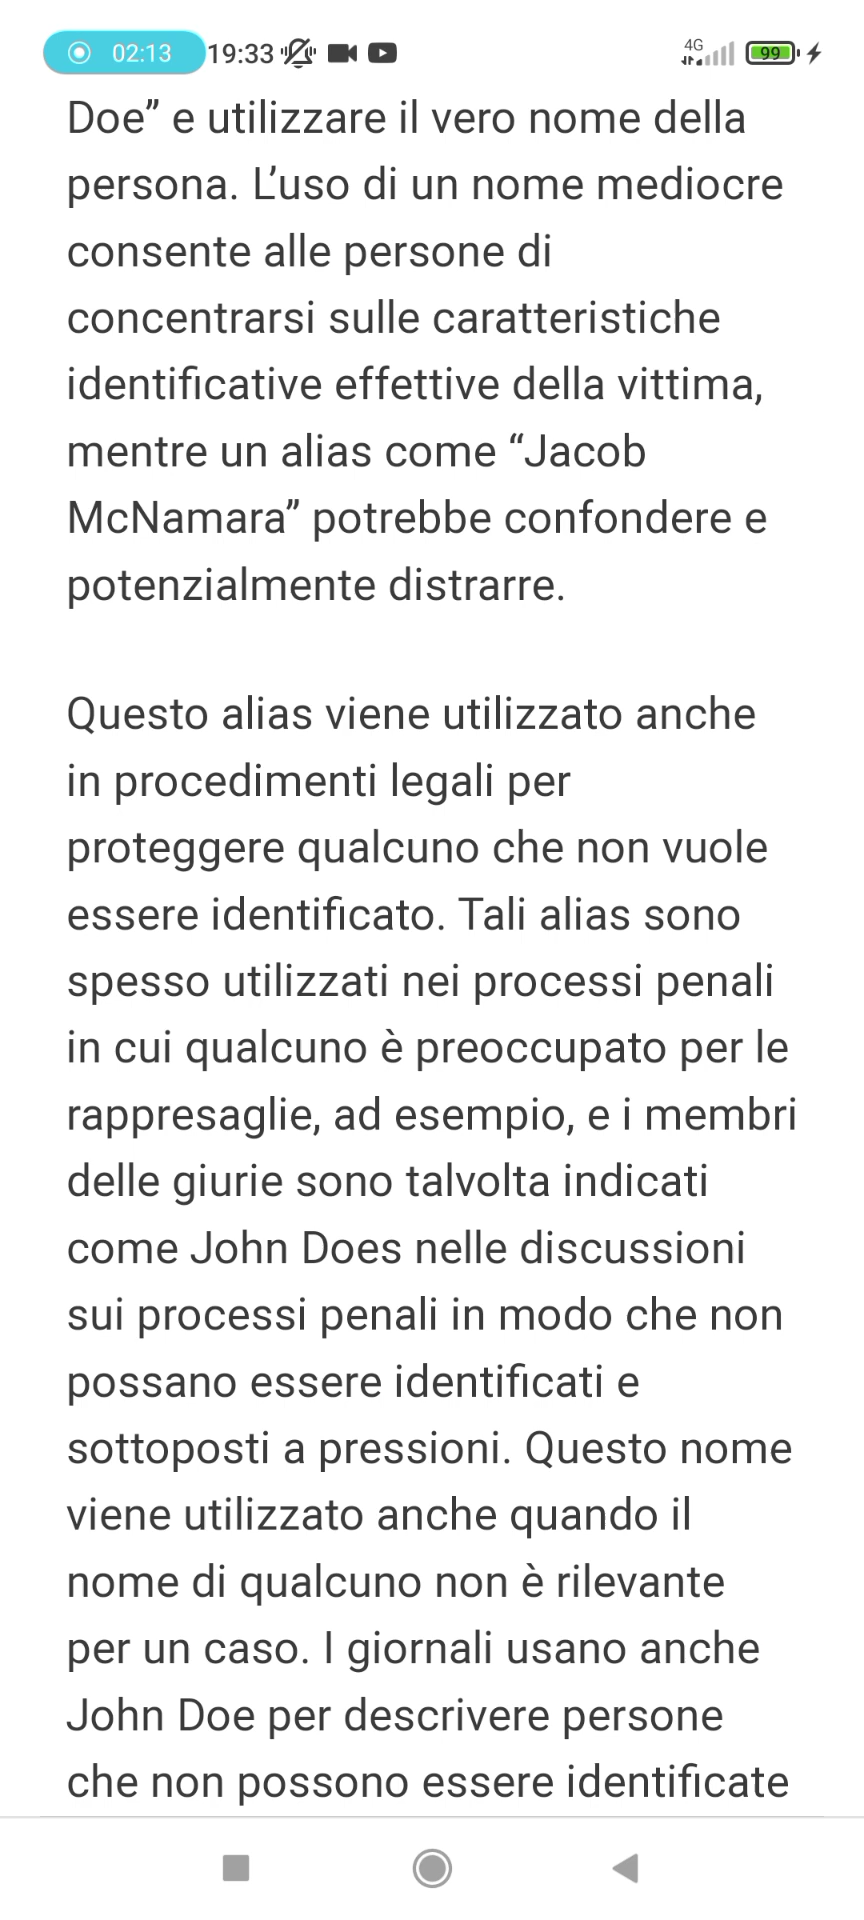 02:13 19:33 4G 99
Doe” e utilizzare il vero nome della
persona. L’uso di un nome mediocre
consente alle persone di
concentrarsi sulle caratteristiche
identificative effettive della vittima,
mentre un alias come “Jacob
McNamara” potrebbe confondere e
potenzialmente distrarre.
Questo alias viene utilizzato anche
in procedimenti legali per
proteggere qualcuno che non vuole
essere identificato. Tali alias sono
spesso utilizzati nei processi penali
in cui qualcuno è preoccupato per le
rappresaglie, ad esempio, e i membri
delle giurie sono talvolta indicati
come John Does nelle discussioni
sui processi penali in modo che non
possano essere identificati e
sottoposti a pressioni. Questo nome
viene utilizzato anche quando il
nome di qualcuno non è rilevante
per un caso. I giornali usano anche
John Doe per descrivere persone
che non possono essere identificate